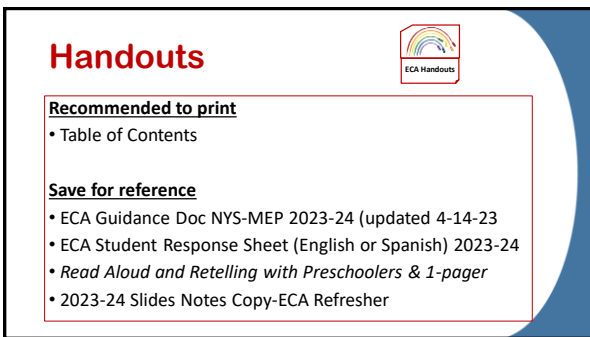 Handouts
ECA Handouts
Recommended to print
• Table of Contents
Save for reference
• ECA Guidance Doc NYS-MEP 2023-24 (updated 4-14-23
• ECA Student Response Sheet (English or Spanish) 2023-24
• Read Aloud and Retelling with Preschoolers & 1-pager
• 2023-24 Slides Notes Copy-ECA Refresher